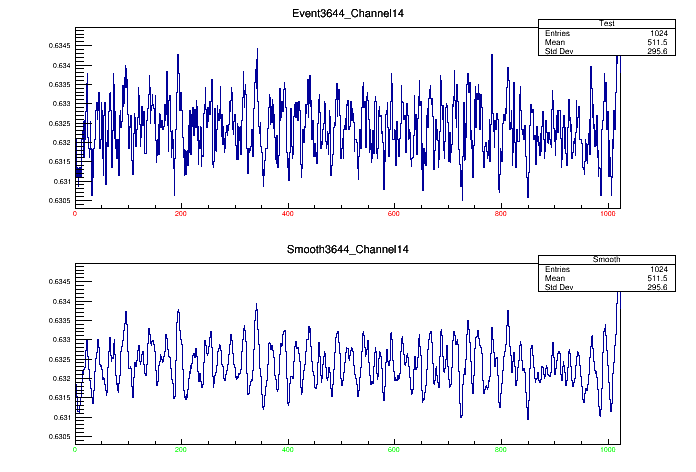 Event3644_Channel14
Test
Entries 1024
Mean 511.5
Std Dev 295.6
0.6345
0.634
0.6335
0.633
0.6325
0.632
0.6315
0.631
0.6305
0 200 400 600 800 1000
Smooth3644_Channel14
Smooth
Entries 1024
Mean 511.5
Std Dev 295.6
0.6345
0.634
0.6335
0.633
0.6325
0.632
0.6315
0.631
0.6305
0 200 400 600 800 1000